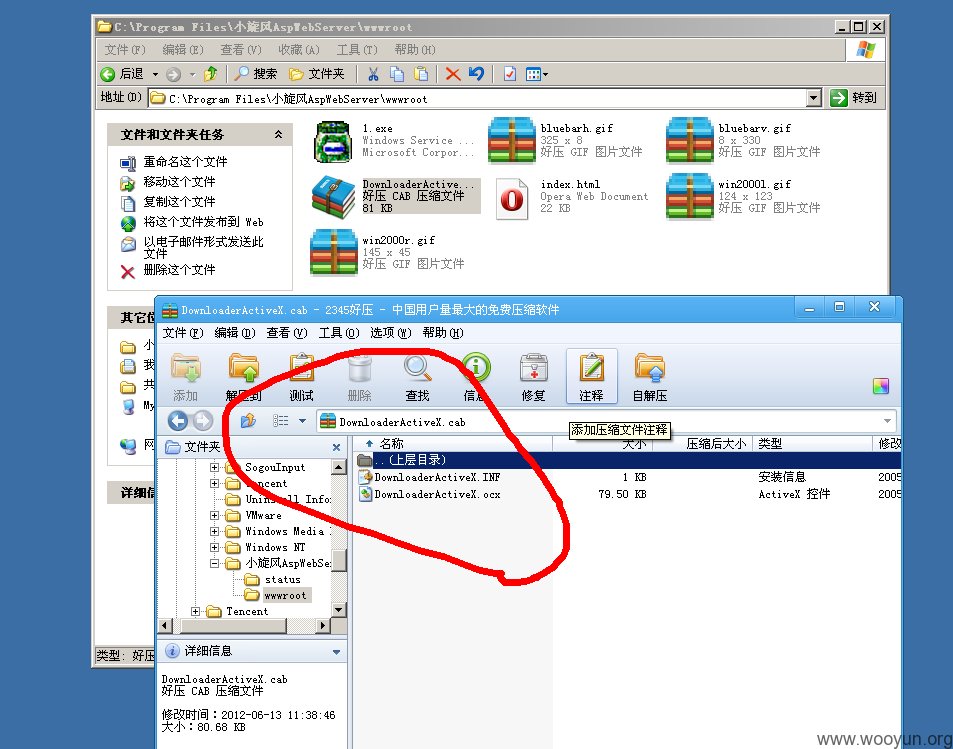 C:\Program Files\小旋风AspWebServer\wwwroot
文件(F) 编辑(E) 查看(V) 收藏(A) 工具(T) 帮助(H)
后退 搜索 文件夹
地址(D) C:\Program Files\小旋风AspWebServer\wwwroot 转到
文件和文件夹任务
重命名这个文件
移动这个文件
复制这个文件
将这个文件发布到 Web
以电子邮件形式发送此
文件
删除这个文件
1.exe
Windows Service ...
Microsoft Corpor...
bluebarh.gif
325 x 8
好压 GIF 图片文件
bluebarv.gif
8 x 330
好压 GIF 图片文件
DownloaderActive...
好压 CAB 压缩文件
81 KB
index.html
Opera Web Document
22 KB
win2000l.gif
124 x 123
好压 GIF 图片文件
win2000r.gif
145 x 45
好压 GIF 图片文件
其它位
小
我
共
My
网
详细信
类型: 好压
DownloaderActiveX.cab - 2345好压 - 中国用户量最大的免费压缩软件
文件(F) 编辑(D) 查看(V) 工具(O) 选项(W) 帮助(H)
添加 解压到 测试 删除 查找 信息 修复 注释 自解压
DownloaderActiveX.cab
添加压缩文件注释
文件夹
SogouInput
Tencent
Uninstall Info
VMware
Windows Media
Windows NT
小旋风AspWebSe
status
wwwroot
Tencent
名称 大小 压缩后大小 类型 修改
..(上层目录)
DownloaderActiveX.INF 1 KB 安装信息 2005
DownloaderActiveX.ocx 79.50 KB ActiveX 控件 2005
详细信息
DownloaderActiveX.cab
好压 CAB 压缩文件
修改时间：2012-06-13 11:38:46
大小：80.68 KB
www.wooyun.org